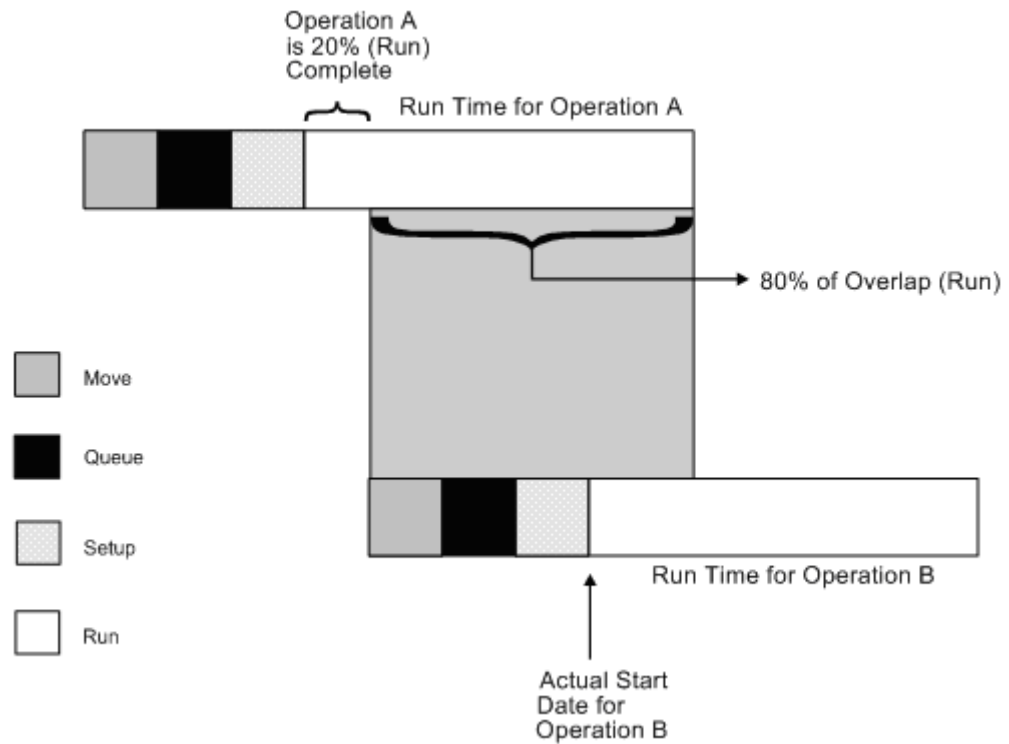 Operation A
is 20% (Run)
Complete
Run Time for Operation A
80% of Overlap (Run)
Move
Queue
Setup
Run
Run Time for Operation B
Actual Start
Date for
Operation B